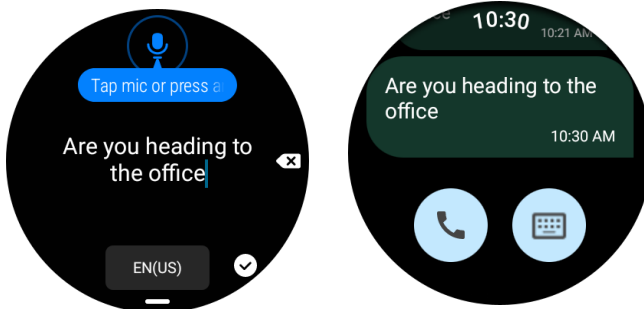 Tap mic or press a
Are you heading to
the office
EN(US)
10:30
10:21 AM
Are you heading to the
office
10:30 AM